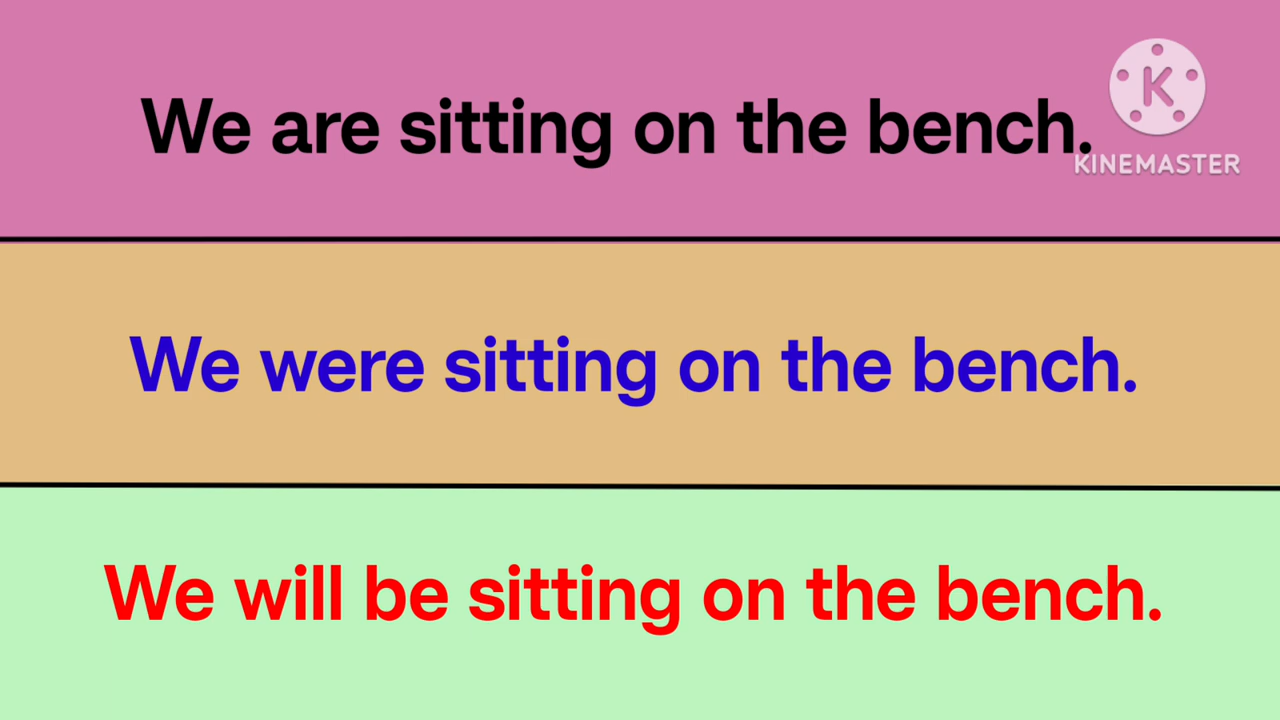 We are sitting on the bench.
K
KINEMASTER
We were sitting on the bench.
We will be sitting on the bench.